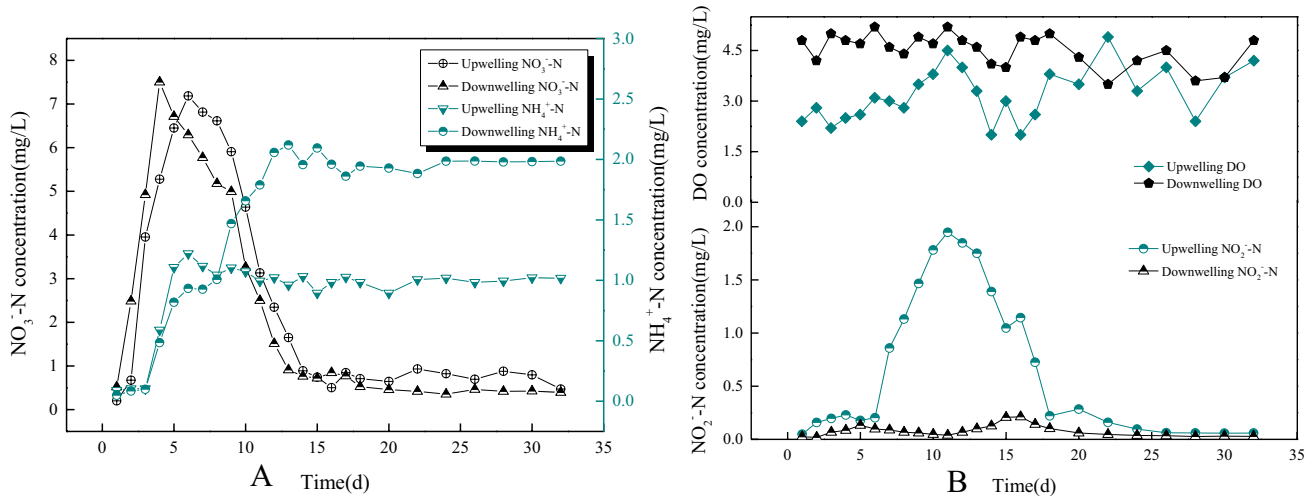 8
7
6
5
4
3
2
1
0
NO₃⁻-N concentration(mg/L)
3.0
2.5
2.0
1.5
1.0
0.5
0.0
NH₄⁺-N concentration(mg/L)
Upwelling NO₃⁻-N
Downwelling NO₃⁻-N
Upwelling NH₄⁺-N
Downwelling NH₄⁺-N
0 5 10 15 20 25 30 35
A Time(d)
4.5
3.0
1.5
0.0
DO concentration(mg/L)
Upwelling DO
Downwelling DO
2.0
1.5
1.0
0.5
0.0
NO₂⁻-N concentration(mg/L)
Upwelling NO₂⁻-N
Downwelling NO₂⁻-N
0 5 10 15 20 25 30 35
B Time(d)